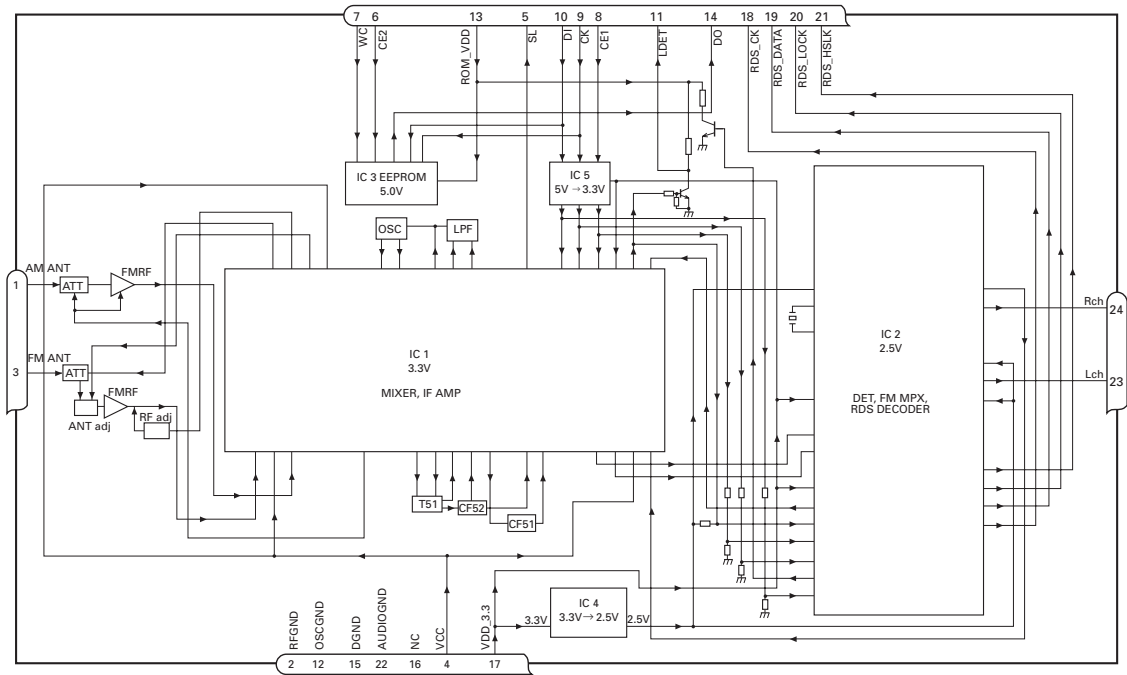 7 6 13 5 10 9 8 11 14 18 19 20 21
WC
CE2
ROM_VDD
SL
DI
CK
CE1
LDET
DO
RDS_CK
RDS_DATA
RDS_LOCK
RDS_HSLK
IC 3 EEPROM
5.0V
IC 5
5V → 3.3V
OSC
LPF
AM ANT
1
ATT
FMRF
FM ANT
3
ATT
FMRF
ANT adj
RF adj
IC 1
3.3V
MIXER, IF AMP
IC 2
2.5V
DET, FM MPX,
RDS DECODER
Rch
24
Lch
23
T51
CF52
CF51
IC 4
3.3V→2.5V
3.3V
2.5V
RFGND
OSCGND
DGND
AUDIOGND
NC
VCC
VDD_3.3
2 12 15 22 16 4 17